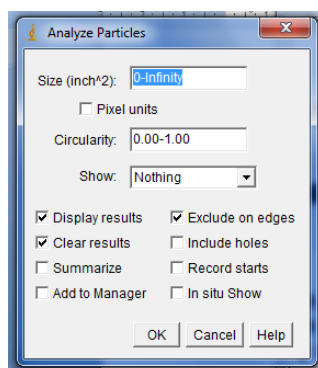 Analyze Particles
Size (inch^2): 0-Infinity
Pixel units
Circularity: 0.00-1.00
Show: Nothing
Display results Exclude on edges
Clear results Include holes
Summarize Record starts
Add to Manager In situ Show
OK Cancel Help